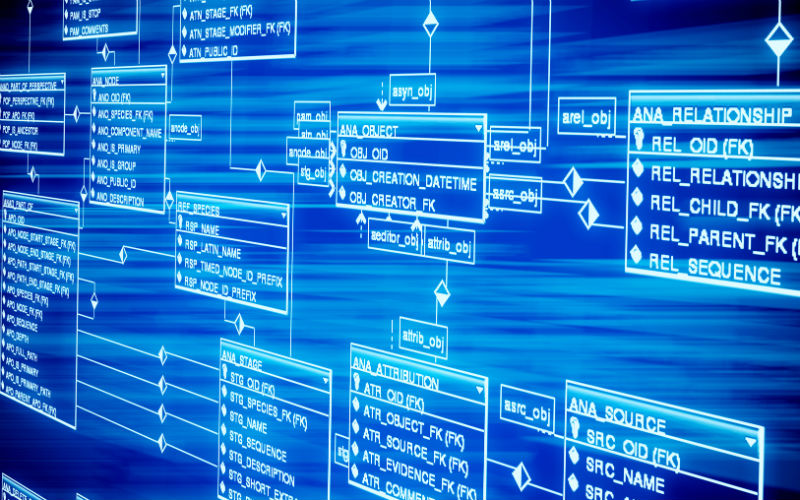 PAM_IS_STOP
PAM_COMMENTS
ATN_STAGE_FK (FK)
ATN_STAGE_MODIFIER_FK (FK)
ATN_PUBLIC_ID
ANO_PART_OF_PERSPECTIVE
POP_PERSPECTIVE_FK (FK)
POP_APO_FK (FK)
POP_IS_ANCESTOR
POP_NODE_FK (FK)
ANA_NODE
ANO_OID (FK)
ANO_SPECIES_FK (FK)
ANO_COMPONENT_NAME
ANO_IS_PRIMARY
ANO_IS_GROUP
ANO_PUBLIC_ID
ANO_DESCRIPTION
anode_obj
asyn_obj
pam_obj
atn_obj
anode_obj
stg_obj
ANA_OBJECT
OBJ_OID
OBJ_CREATION_DATETIME
OBJ_CREATOR_FK
arel_obj
asrc_obj
aeditor_obj
attrib_obj
arel_obj
ANA_RELATIONSHIP
REL_OID (FK)
REL_RELATIONSHI
REL_CHILD_FK (FK
REL_PARENT_FK (
REL_SEQUENCE
ANA_PART_OF
APO_OID
APO_NODE_START_STAGE_FK (FK)
APO_NODE_END_STAGE_FK (FK)
APO_PATH_START_STAGE_FK (FK)
APO_PATH_END_STAGE_FK (FK)
APO_SPECIES_FK (FK)
APO_NODE_FK (FK)
APO_SEQUENCE
APO_DEPTH
APO_FULL_PATH
APO_IS_PRIMARY
APO_IS_PRIMARY_PATH
APO_PARENT_APO_FK (FK)
REF_SPECIES
RSP_NAME
RSP_LATIN_NAME
RSP_TIMED_NODE_ID_PREFIX
RSP_NODE_ID_PREFIX
ANA_STAGE
STG_OID (FK)
STG_SPECIES_FK (FK)
STG_NAME
STG_SEQUENCE
STG_DESCRIPTION
STG_SHORT_EXTRA
attrib_obj
ANA_ATTRIBUTION
ATR_OID (FK)
ATR_OBJECT_FK (FK)
ATR_SOURCE_FK (FK)
ATR_EVIDENCE_FK (FK)
ATR_COMMENT
asrc_obj
ANA_SOURCE
SRC_OID (FK)
SRC_NAME